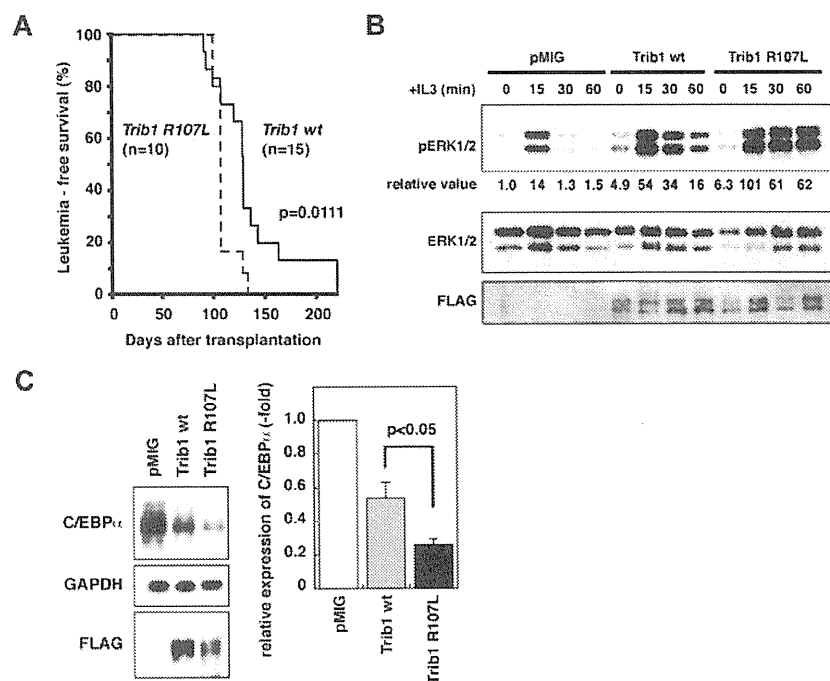 A
Leukemia - free survival (%)
100
80
60
40
20
0
Trib1 R107L
(n=10)
Trib1 wt
(n=15)
p=0.0111
0 50 100 150 200
Days after transplantation
B
pMIG Trib1 wt Trib1 R107L
+IL3 (min) 0 15 30 60 0 15 30 60 0 15 30 60
pERK1/2
relative value 1.0 14 1.3 1.5 4.9 54 34 16 6.3 101 61 62
ERK1/2
FLAG
C
pMIG
Trib1 wt
Trib1 R107L
C/EBPα
GAPDH
FLAG
relative expression of C/EBPα (-fold)
1.0
0.8
0.6
0.4
0.2
0
p<0.05
pMIG
Trib1 wt
Trib1 R107L